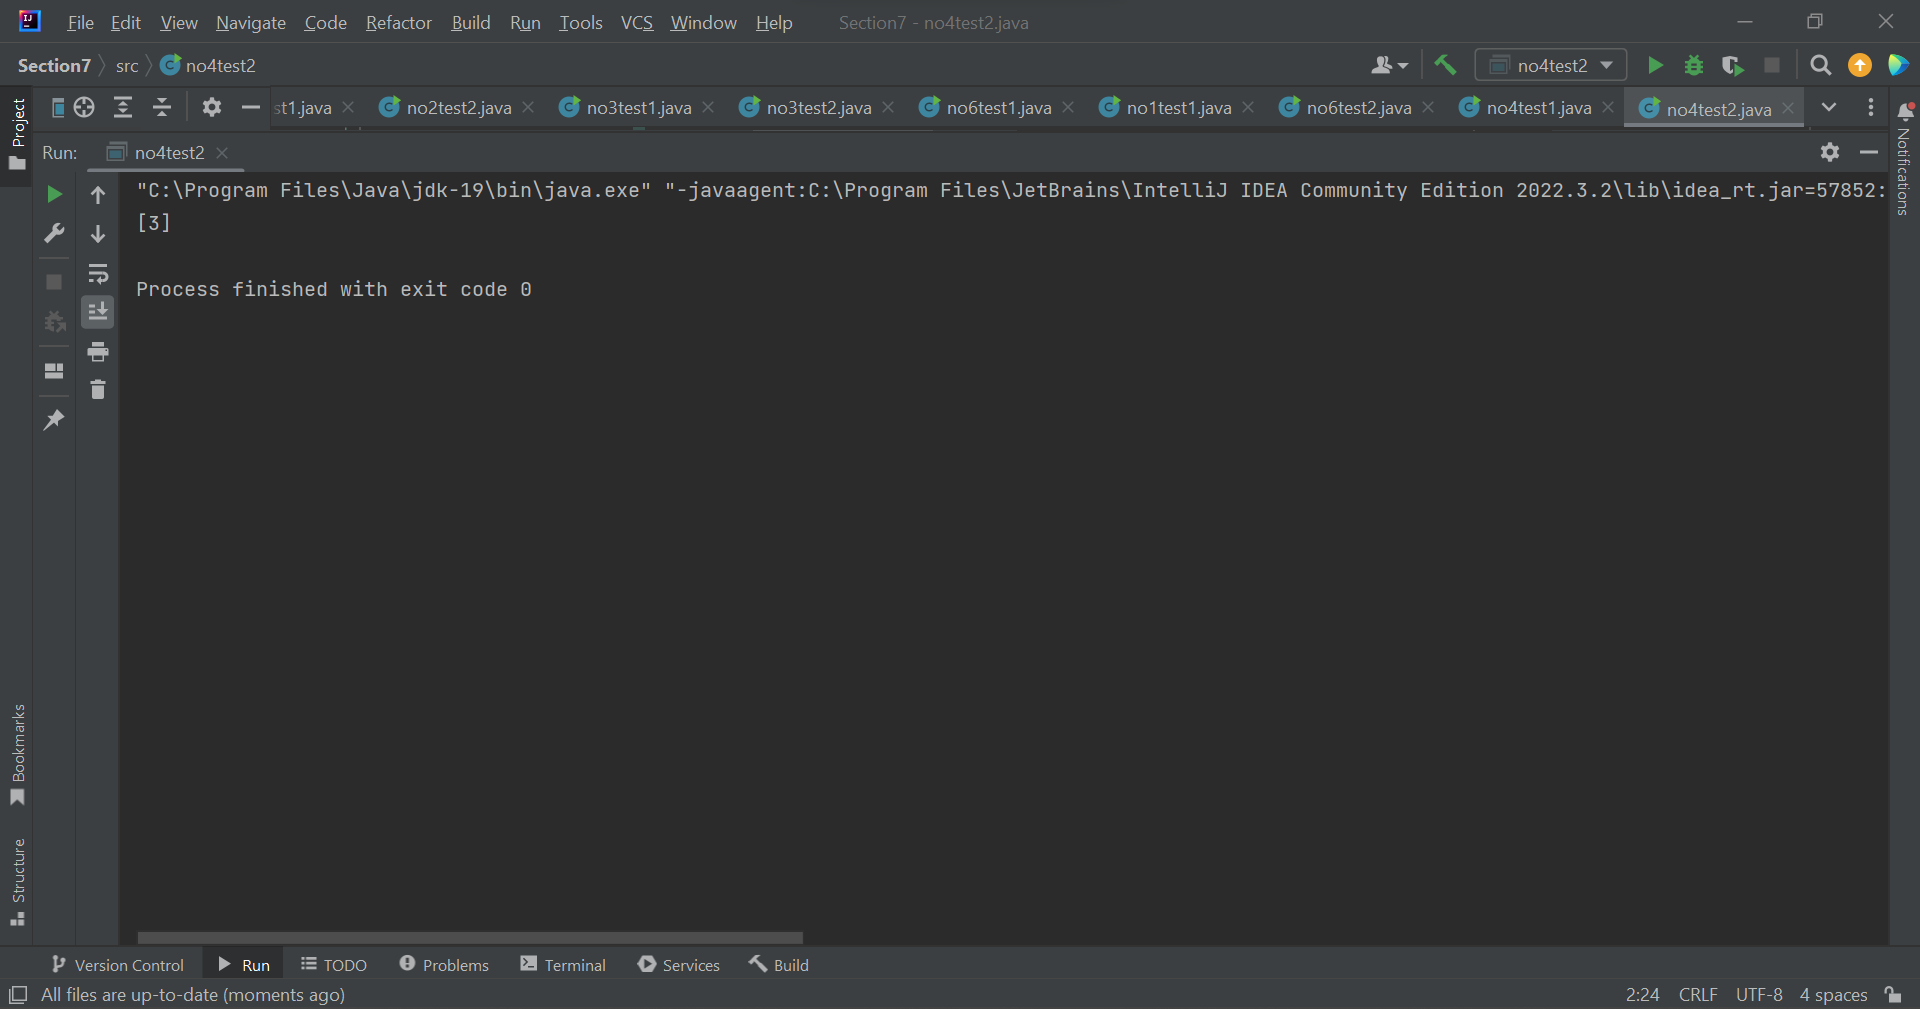 File Edit View Navigate Code Refactor Build Run Tools VCS Window Help Section7 - no4test2.java
Section7 src no4test2 no4test2
Project
st1.java no2test2.java no3test1.java no3test2.java no6test1.java no1test1.java no6test2.java no4test1.java no4test2.java
Notifications
Run: no4test2
"C:\Program Files\Java\jdk-19\bin\java.exe" "-javaagent:C:\Program Files\JetBrains\IntelliJ IDEA Community Edition 2022.3.2\lib\idea_rt.jar=57852:
[3]
Process finished with exit code 0
Bookmarks
Structure
Version Control Run TODO Problems Terminal Services Build
All files are up-to-date (moments ago) 2:24 CRLF UTF-8 4 spaces